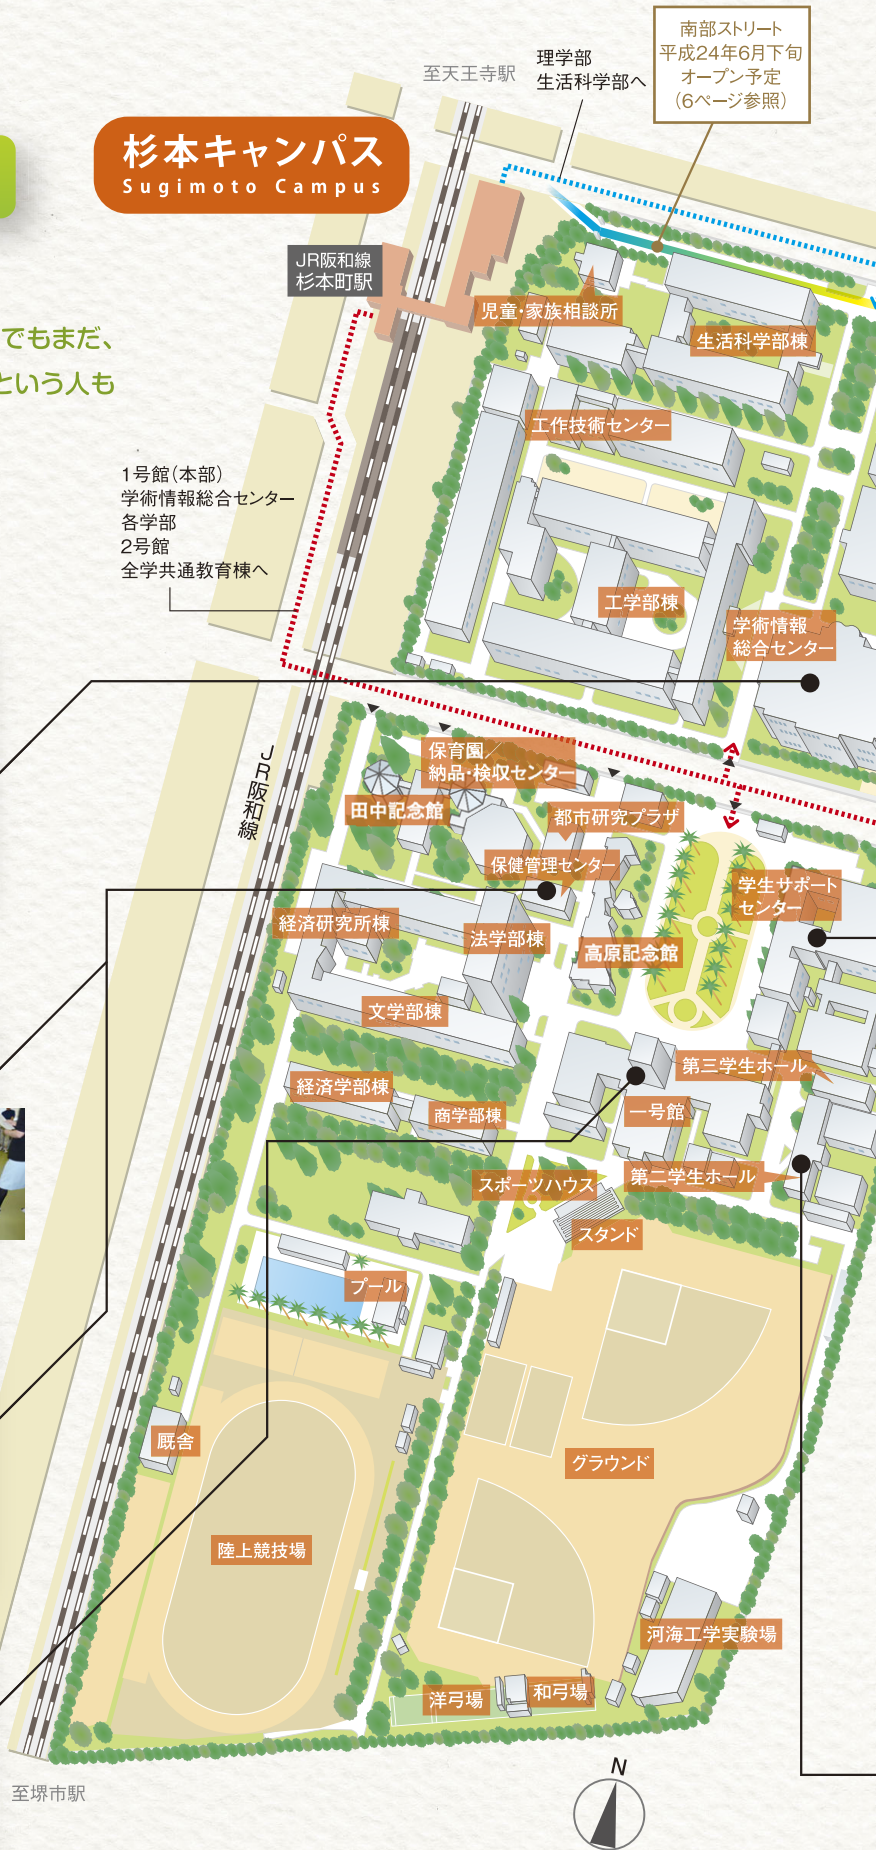 南部ストリート
平成24年6月下旬
オープン予定
（6ページ参照）
理学部
生活科学部へ
至天王寺駅
杉本キャンパス
Sugimoto Campus
JR阪和線
杉本町駅
児童・家族相談所
生活科学部棟
てもまだ、
という人も
工作技術センター
1号館（本部）
学術情報総合センター
各学部
2号館
全学共通教育棟へ
工学部棟
学術情報
総合センター
JR阪和線
保育園／
納品・検収センター
田中記念館
都市研究プラザ
保健管理センター
学生サポート
センター
経済研究所棟
法学部棟
高原記念館
文学部棟
第三学生ホール
経済学部棟
商学部棟
一号館
第二学生ホール
スポーツハウス
スタンド
プール
厩舎
グラウンド
陸上競技場
河海工学実験場
洋弓場
和弓場
N
至堺市駅